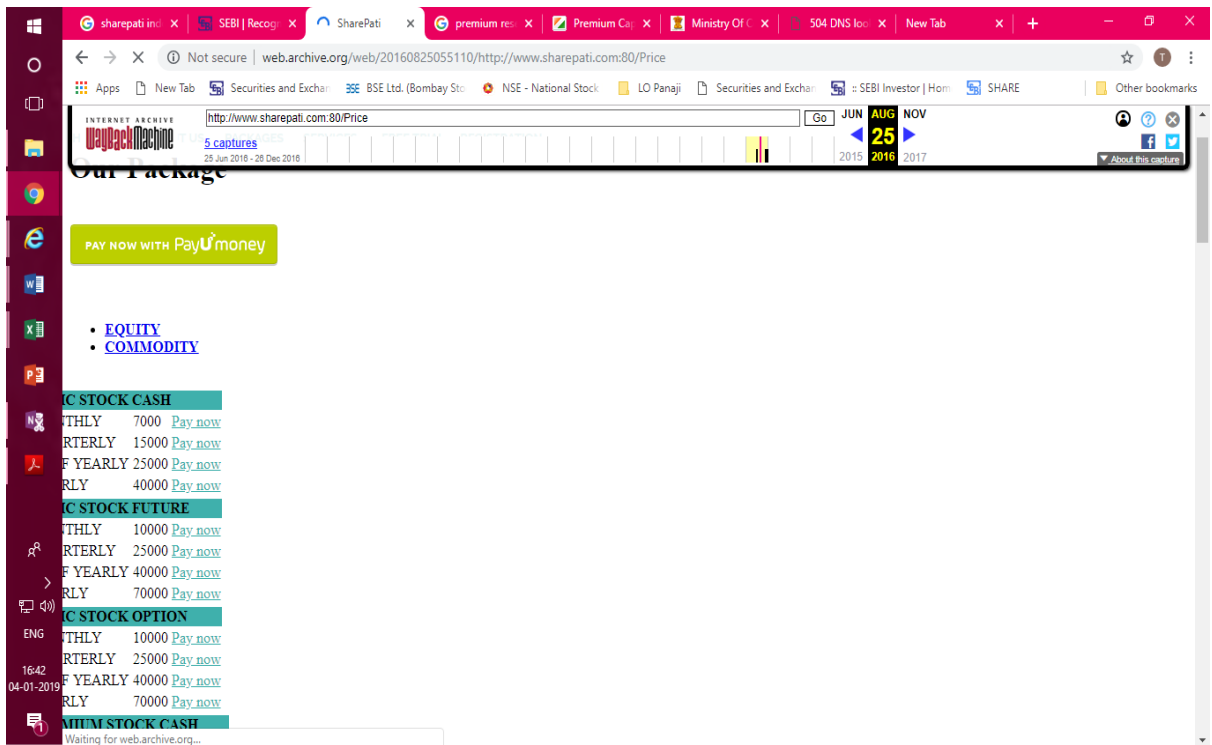 sharepati ind
SEBI | Recogn
SharePati
premium rese
Premium Cap
Ministry Of C
504 DNS look
New Tab
Not secure | web.archive.org/web/20160825055110/http://www.sharepati.com:80/Price
Apps
New Tab
Securities and Exchan
BSE Ltd. (Bombay Sto
NSE - National Stock
LO Panaji
Securities and Exchan
:: SEBI Investor | Hom
SHARE
Other bookmarks
INTERNET ARCHIVE
WayBackMachine
http://www.sharepati.com:80/Price
Go
JUN AUG NOV
5 captures
25
25 Jun 2016 - 26 Dec 2016
2015 2016 2017
About this capture
Our Package
PAY NOW WITH PayUmoney
EQUITY
COMMODITY
IC STOCK CASH
THLY 7000 Pay now
RTERLY 15000 Pay now
F YEARLY 25000 Pay now
RLY 40000 Pay now
IC STOCK FUTURE
THLY 10000 Pay now
RTERLY 25000 Pay now
F YEARLY 40000 Pay now
RLY 70000 Pay now
IC STOCK OPTION
THLY 10000 Pay now
RTERLY 25000 Pay now
F YEARLY 40000 Pay now
RLY 70000 Pay now
MIUM STOCK CASH
Waiting for web.archive.org...
ENG
16:42
04-01-2019
1